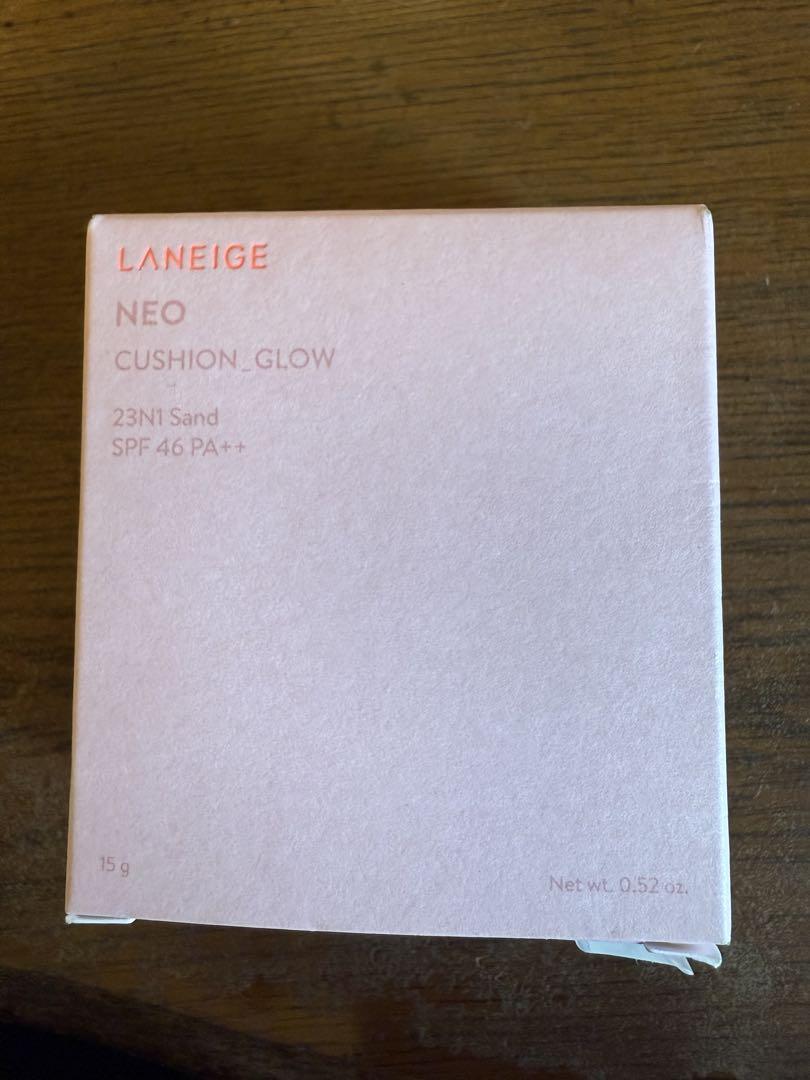 LANEIGE
NEO
CUSHION_GLOW
23N1 Sand
SPF 46 PA++
15 g
Net wt. 0.52 oz.